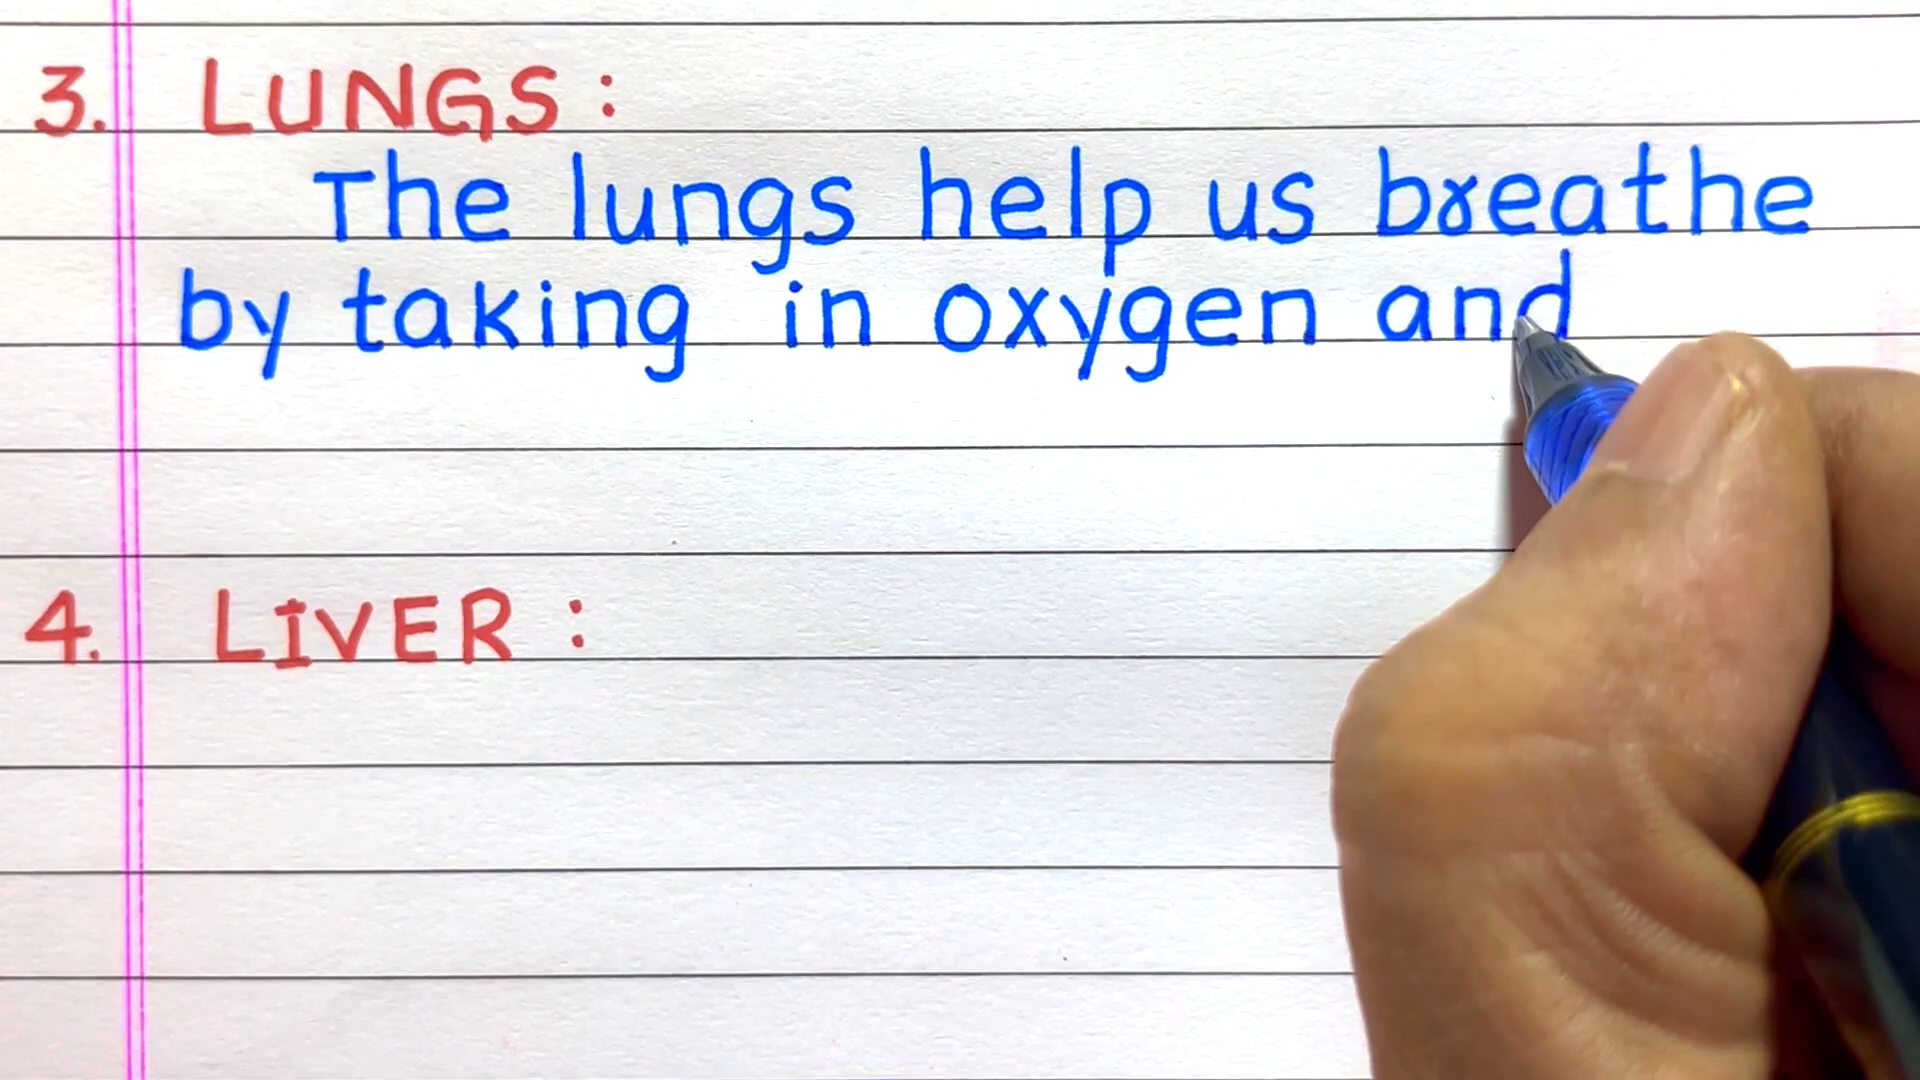 3. LUNGS :
The lungs help us breathe
by taking in oxygen and
4. LIVER :